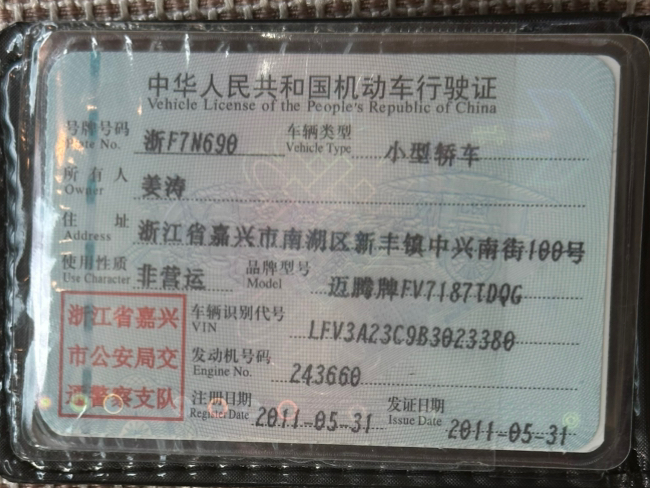 中华人民共和国机动车行驶证
Vehicle License of the People's Republic of China
号牌号码 浙F7N690 车辆类型 小型轿车
Plate No. Vehicle Type
所有人 姜涛
Owner
住址 浙江省嘉兴市南湖区新丰镇中兴南街100号
Address
使用性质 非营运 品牌型号 迈腾牌FV7187TDQG
Use Character Model
浙江省嘉兴
市公安局交
通警察支队
车辆识别代号 LFV3A23C9B3023380
VIN
发动机号码 243660
Engine No.
注册日期 2011-05-31 发证日期 2011-05-31
Register Date Issue Date